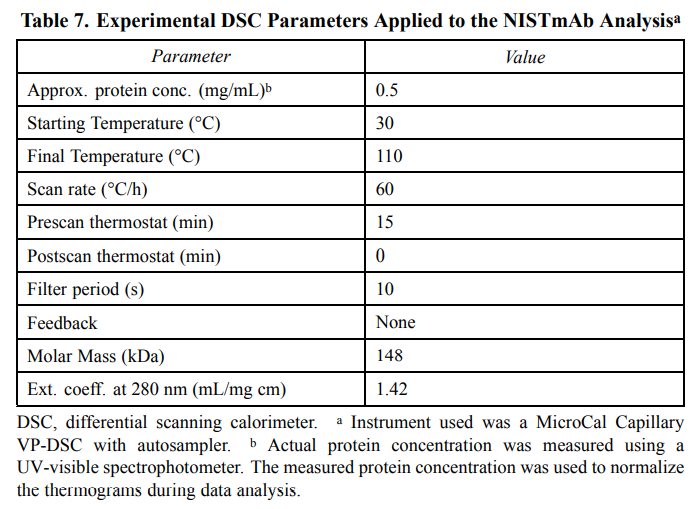 Table 7. Experimental DSC Parameters Applied to the NISTmAb Analysisᵃ
Parameter Value
Approx. protein conc. (mg/mL)ᵇ 0.5
Starting Temperature (°C) 30
Final Temperature (°C) 110
Scan rate (°C/h) 60
Prescan thermostat (min) 15
Postscan thermostat (min) 0
Filter period (s) 10
Feedback None
Molar Mass (kDa) 148
Ext. coeff. at 280 nm (mL/mg cm) 1.42
DSC, differential scanning calorimeter. ᵃ Instrument used was a MicroCal Capillary
VP-DSC with autosampler. ᵇ Actual protein concentration was measured using a
UV-visible spectrophotometer. The measured protein concentration was used to normalize
the thermograms during data analysis.